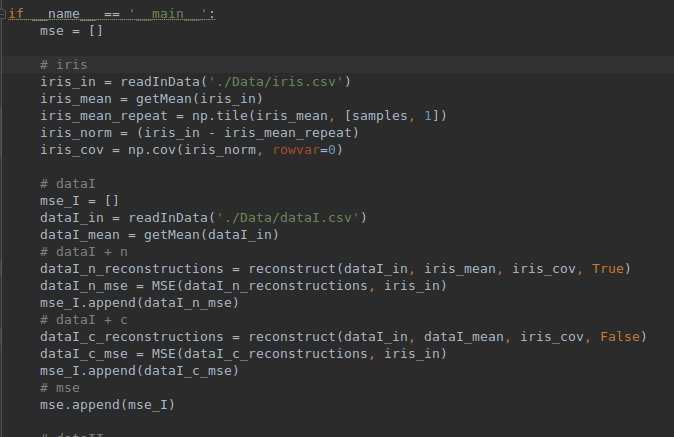 if __name__ == '__main__':
    mse = []

    # iris
    iris_in = readInData('./Data/iris.csv')
    iris_mean = getMean(iris_in)
    iris_mean_repeat = np.tile(iris_mean, [samples, 1])
    iris_norm = (iris_in - iris_mean_repeat)
    iris_cov = np.cov(iris_norm, rowvar=0)

    # dataI
    mse_I = []
    dataI_in = readInData('./Data/dataI.csv')
    dataI_mean = getMean(dataI_in)
    # dataI + n
    dataI_n_reconstructions = reconstruct(dataI_in, iris_mean, iris_cov, True)
    dataI_n_mse = MSE(dataI_n_reconstructions, iris_in)
    mse_I.append(dataI_n_mse)
    # dataI + c
    dataI_c_reconstructions = reconstruct(dataI_in, dataI_mean, iris_cov, False)
    dataI_c_mse = MSE(dataI_c_reconstructions, iris_in)
    mse_I.append(dataI_c_mse)
    # mse
    mse.append(mse_I)

    # dataII